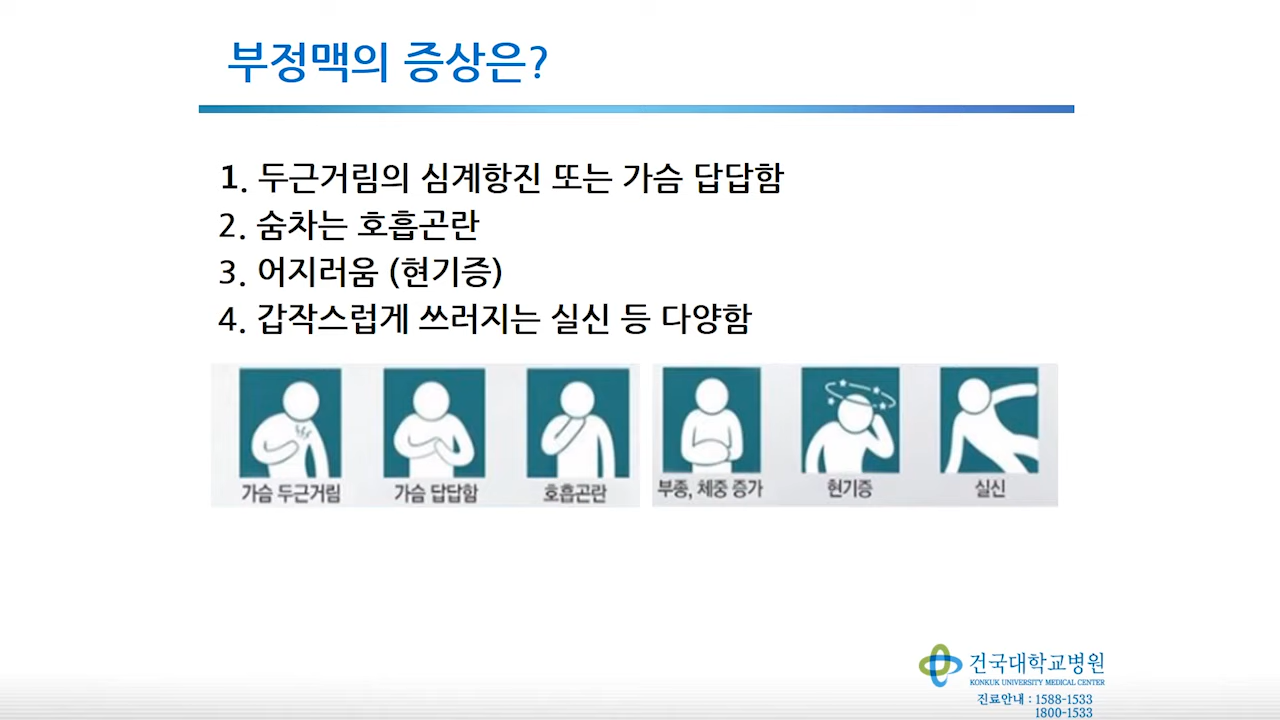 부정맥의 증상은?
1. 두근거림의 심계항진 또는 가슴 답답함
2. 숨차는 호흡곤란
3. 어지러움 (현기증)
4. 갑작스럽게 쓰러지는 실신 등 다양함
가슴 두근거림 가슴 답답함 호흡곤란 부종, 체중 증가 현기증 실신
건국대학교병원
KONKUK UNIVERSITY MEDICAL CENTER
진료안내 : 1588-1533
1800-1533